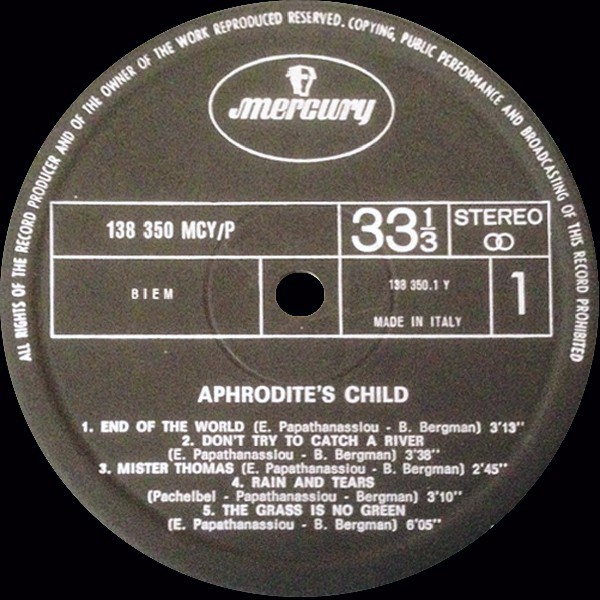 ALL RIGHTS OF THE RECORD PRODUCER AND OF THE OWNER OF THE WORK REPRODUCED RESERVED. COPYING, PUBLIC PERFORMANCE AND BROADCASTING OF THIS RECORD PROHIBITED
mercury
138 350 MCY/P
33 1/3
STEREO
BIEM
138 350.1 Y
MADE IN ITALY
1
APHRODITE'S CHILD
1. END OF THE WORLD (E. Papathanassiou - B. Bergman) 3'13''
2. DON'T TRY TO CATCH A RIVER
(E. Papathanassiou - B. Bergman) 3'38''
3. MISTER THOMAS (E. Papathanassiou - B. Bergman) 2'45''
4. RAIN AND TEARS
(Pachelbel - Papathanassiou - Bergman) 3'10''
5. THE GRASS IS NO GREEN
(E. Papathanassiou - B. Bergman) 6'05''